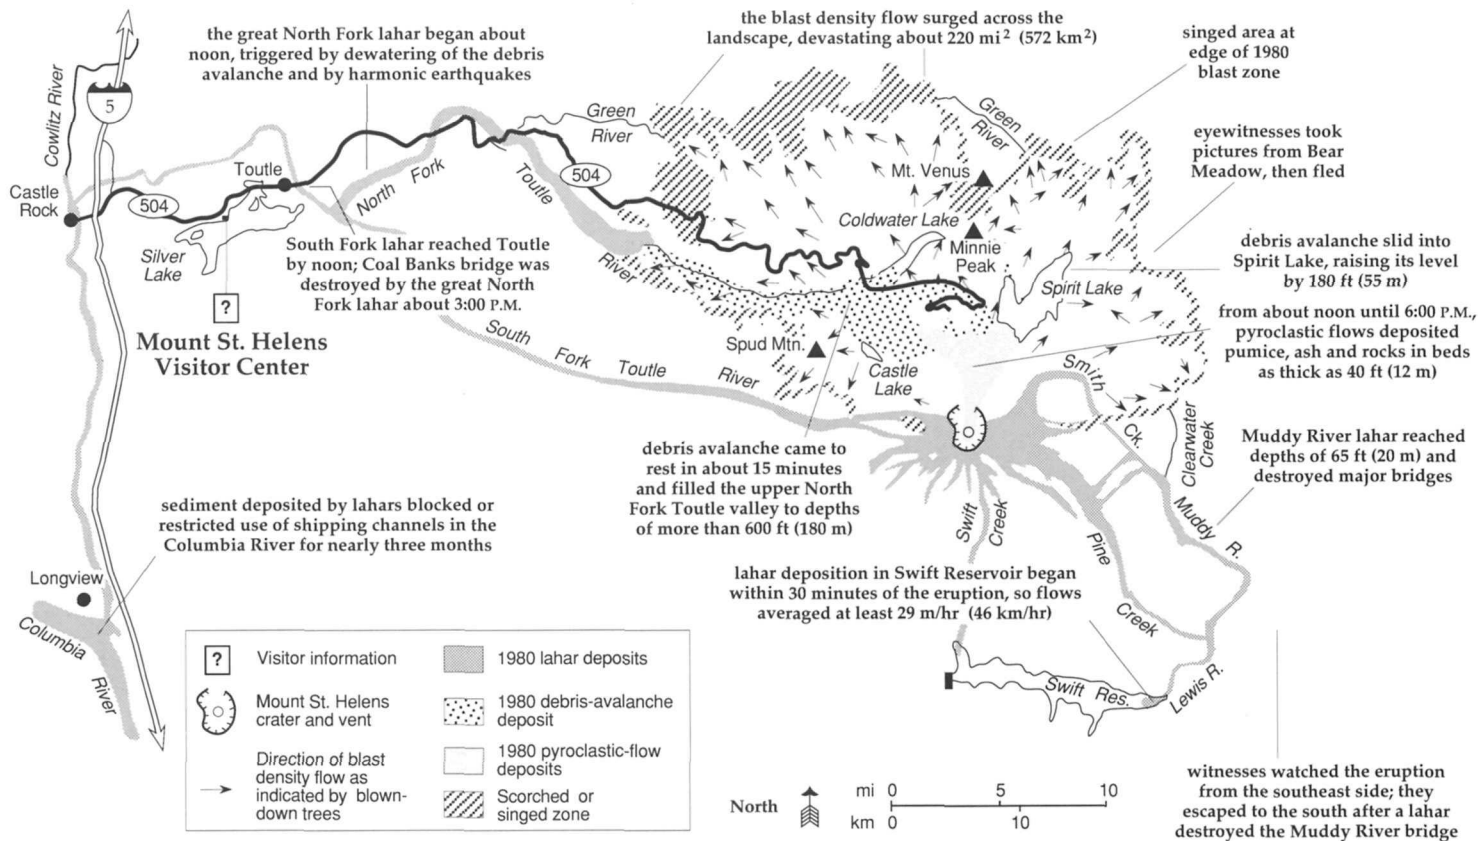 the great North Fork lahar began about
noon, triggered by dewatering of the debris
avalanche and by harmonic earthquakes
the blast density flow surged across the
landscape, devastating about 220 mi² (572 km²)
singed area at
edge of 1980
blast zone
Cowlitz River
5
Green
River
Green
River
eyewitnesses took
pictures from Bear
Meadow, then fled
Castle
Rock
504
Toutle
North Fork
Toutle
River
504
Mt. Venus
Coldwater Lake
Minnie
Peak
Silver
Lake
South Fork lahar reached Toutle
by noon; Coal Banks bridge was
destroyed by the great North
Fork lahar about 3:00 P.M.
Spirit Lake
debris avalanche slid into
Spirit Lake, raising its level
by 180 ft (55 m)
?
Mount St. Helens
Visitor Center
from about noon until 6:00 P.M.,
pyroclastic flows deposited
pumice, ash and rocks in beds
as thick as 40 ft (12 m)
South Fork Toutle River
Spud Mtn.
Castle
Lake
Smith
Ck.
Clearwater
Creek
debris avalanche came to
rest in about 15 minutes
and filled the upper North
Fork Toutle valley to depths
of more than 600 ft (180 m)
Muddy River lahar reached
depths of 65 ft (20 m) and
destroyed major bridges
sediment deposited by lahars blocked or
restricted use of shipping channels in the
Columbia River for nearly three months
Swift
Creek
Pine
Creek
Muddy R.
Longview
Columbia
River
lahar deposition in Swift Reservoir began
within 30 minutes of the eruption, so flows
averaged at least 29 m/hr (46 km/hr)
Swift Res.
Lewis R.
? Visitor information
Mount St. Helens
crater and vent
Direction of blast
density flow as
indicated by blown-
down trees
1980 lahar deposits
1980 debris-avalanche
deposit
1980 pyroclastic-flow
deposits
Scorched or
singed zone
North
mi 0 5 10
km 0 10
witnesses watched the eruption
from the southeast side; they
escaped to the south after a lahar
destroyed the Muddy River bridge